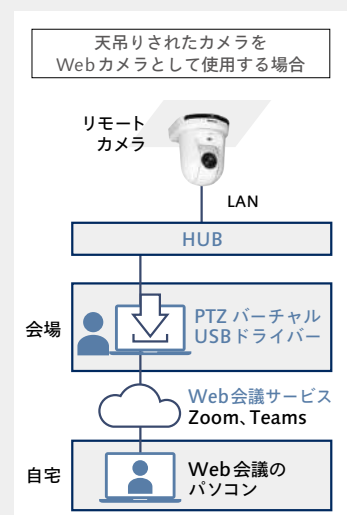 天吊りされたカメラを
Webカメラとして使用する場合
リモート
カメラ
LAN
HUB
会場
PTZ バーチャル
USBドライバー
Web会議サービス
Zoom、Teams
自宅
Web会議の
パソコン